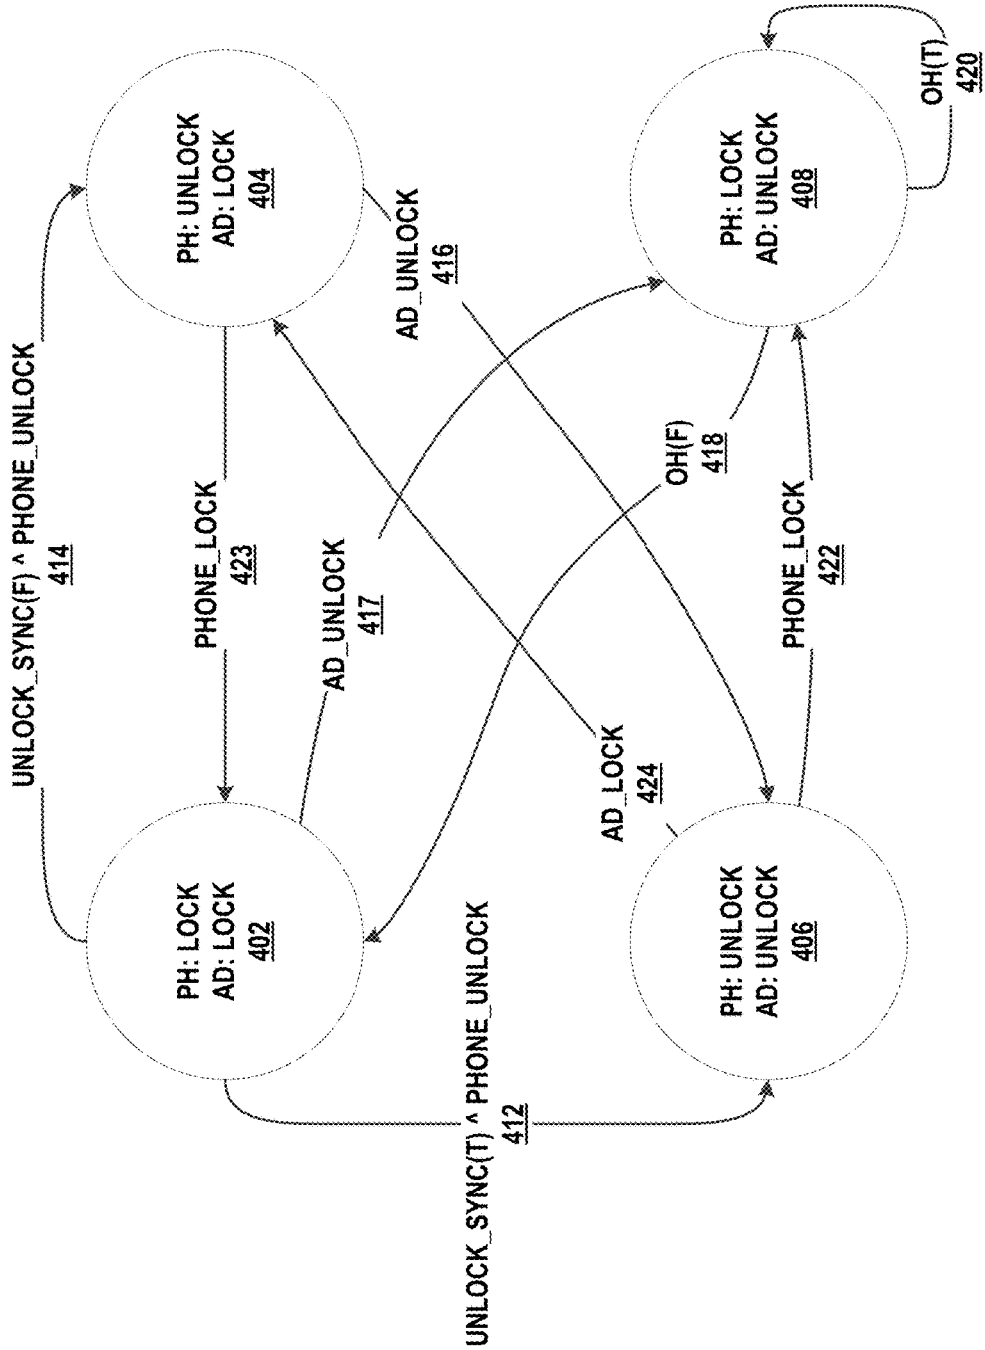 UNLOCK_SYNC(F) ^ PHONE_UNLOCK
414
PH: LOCK
AD: LOCK
402
PHONE_LOCK
423
PH: UNLOCK
AD: LOCK
404
AD_UNLOCK
417
AD_UNLOCK
416
UNLOCK_SYNC(T) ^ PHONE_UNLOCK
412
AD_LOCK
424
OH(F)
418
PH: UNLOCK
AD: UNLOCK
406
PHONE_LOCK
422
PH: LOCK
AD: UNLOCK
408
OH(T)
420